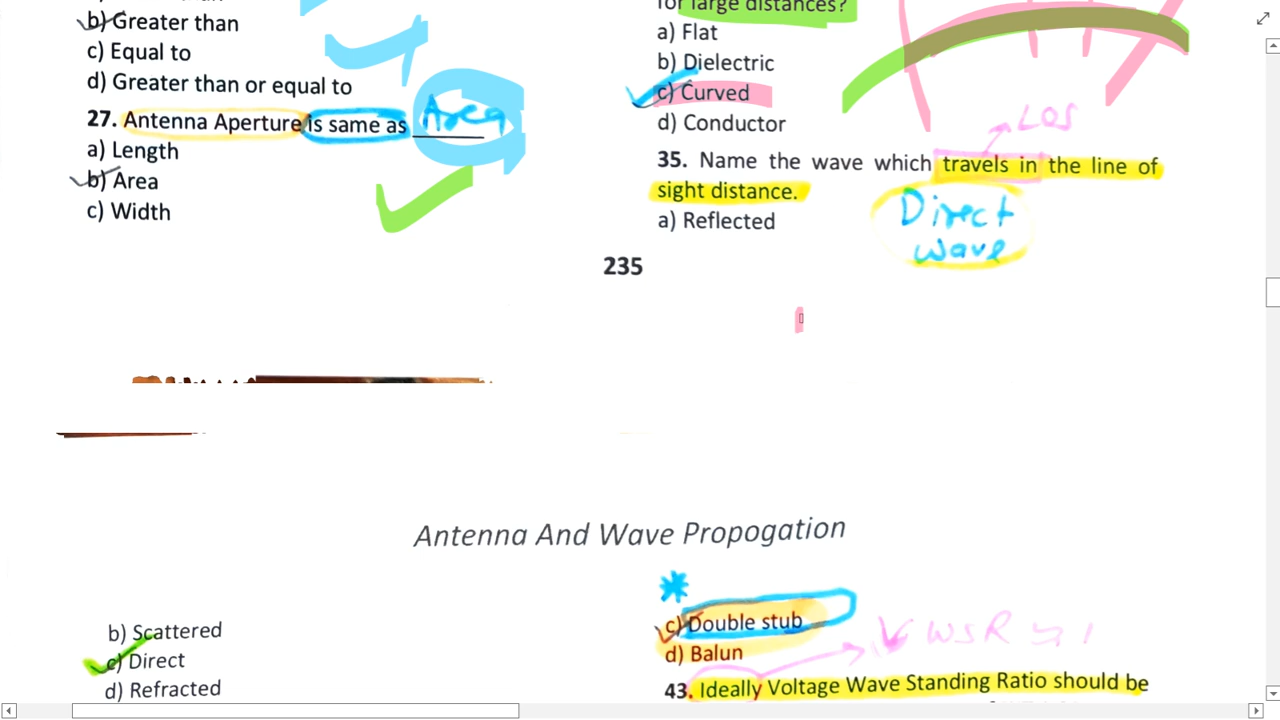 b) Greater than
c) Equal to
d) Greater than or equal to
27. Antenna Aperture is same as ________
Area
a) Length
b) Area
c) Width
for large distances?
a) Flat
b) Dielectric
c) Curved
d) Conductor
LOS
35. Name the wave which travels in the line of
sight distance.
a) Reflected
Direct
wave
235
Antenna And Wave Propogation
b) Scattered
c) Direct
d) Refracted
c) Double stub
d) Balun
VWSR ≈ 1
43. Ideally Voltage Wave Standing Ratio should be